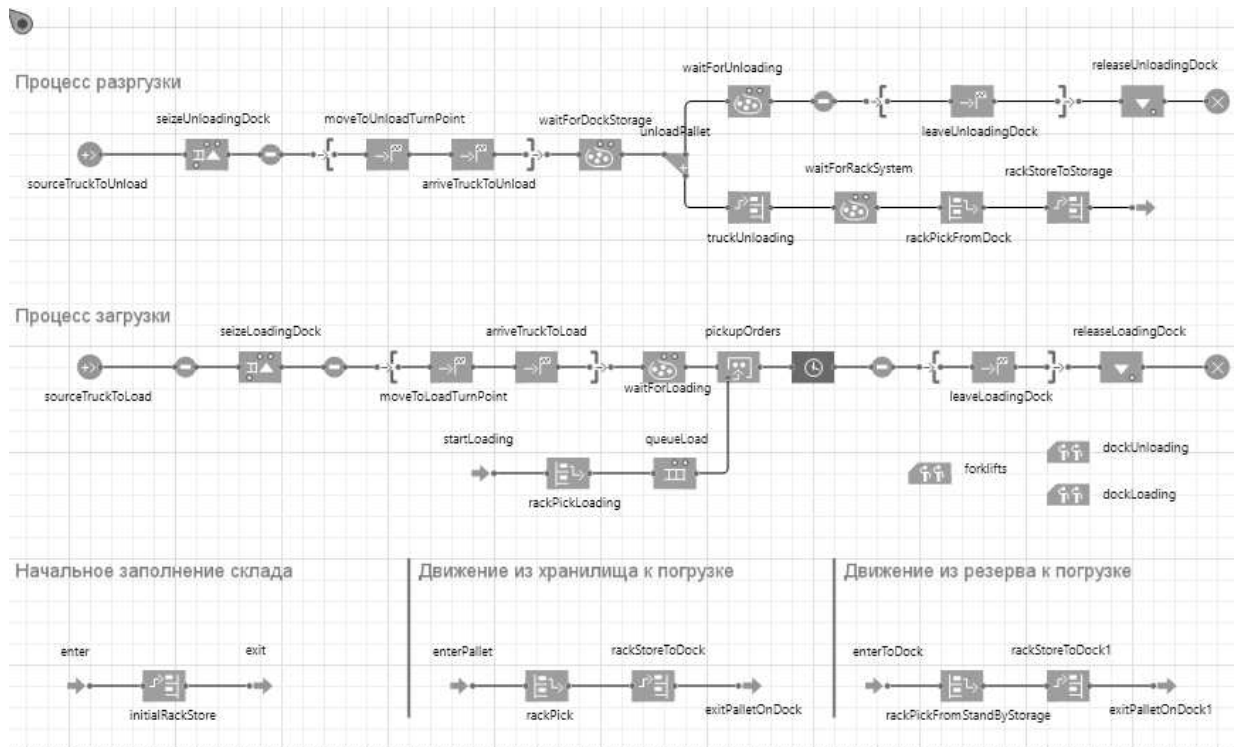 Процесс разргузки
waitForUnloading
releaseUnloadingDock
seizeUnloadingDock
moveToUnloadTurnPoint
waitForDockStorage
unloadPallet
leaveUnloadingDock
sourceTruckToUnload
arriveTruckToUnload
waitForRackSystem
rackStoreToStorage
truckUnloading
rackPickFromDock
Процесс загрузки
seizeLoadingDock
arriveTruckToLoad
pickupOrders
releaseLoadingDock
sourceTruckToLoad
moveToLoadTurnPoint
waitForLoading
leaveLoadingDock
startLoading
queueLoad
rackPickLoading
forklifts
dockUnloading
dockLoading
Начальное заполнение склада
Движение из хранилища к погрузке
Движение из резерва к погрузке
enter
exit
initialRackStore
enterPallet
rackStoreToDock
rackPick
exitPalletOnDock
enterToDock
rackStoreToDock1
rackPickFromStandByStorage
exitPalletOnDock1